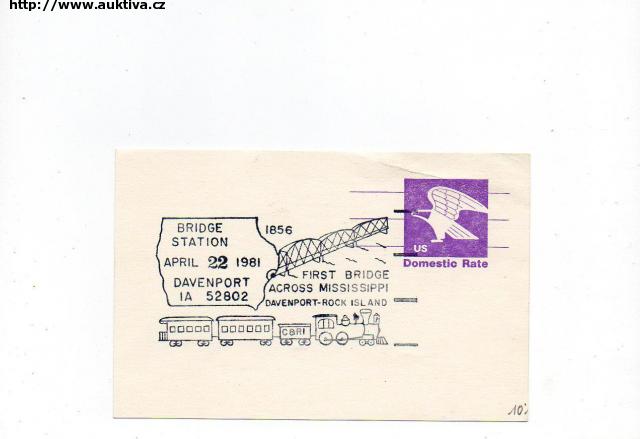 http://www.auktiva.cz
BRIDGE
STATION
APRIL 22 1981
DAVENPORT
IA 52802
1856
FIRST BRIDGE
ACROSS MISSISSIPPI
DAVENPORT-ROCK ISLAND
CBRI
US
Domestic Rate